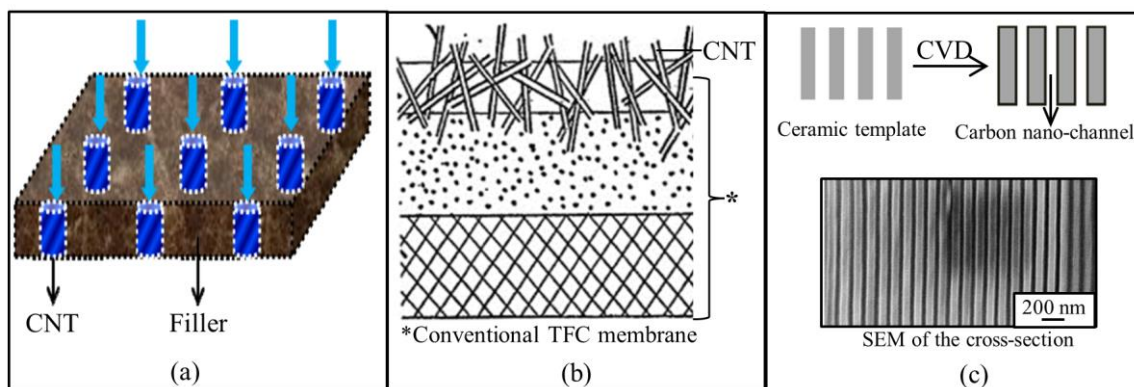 CNT
Filler
(a)
CNT
*
*Conventional TFC membrane
(b)
CVD
Ceramic template
Carbon nano-channel
200 nm
SEM of the cross-section
(c)